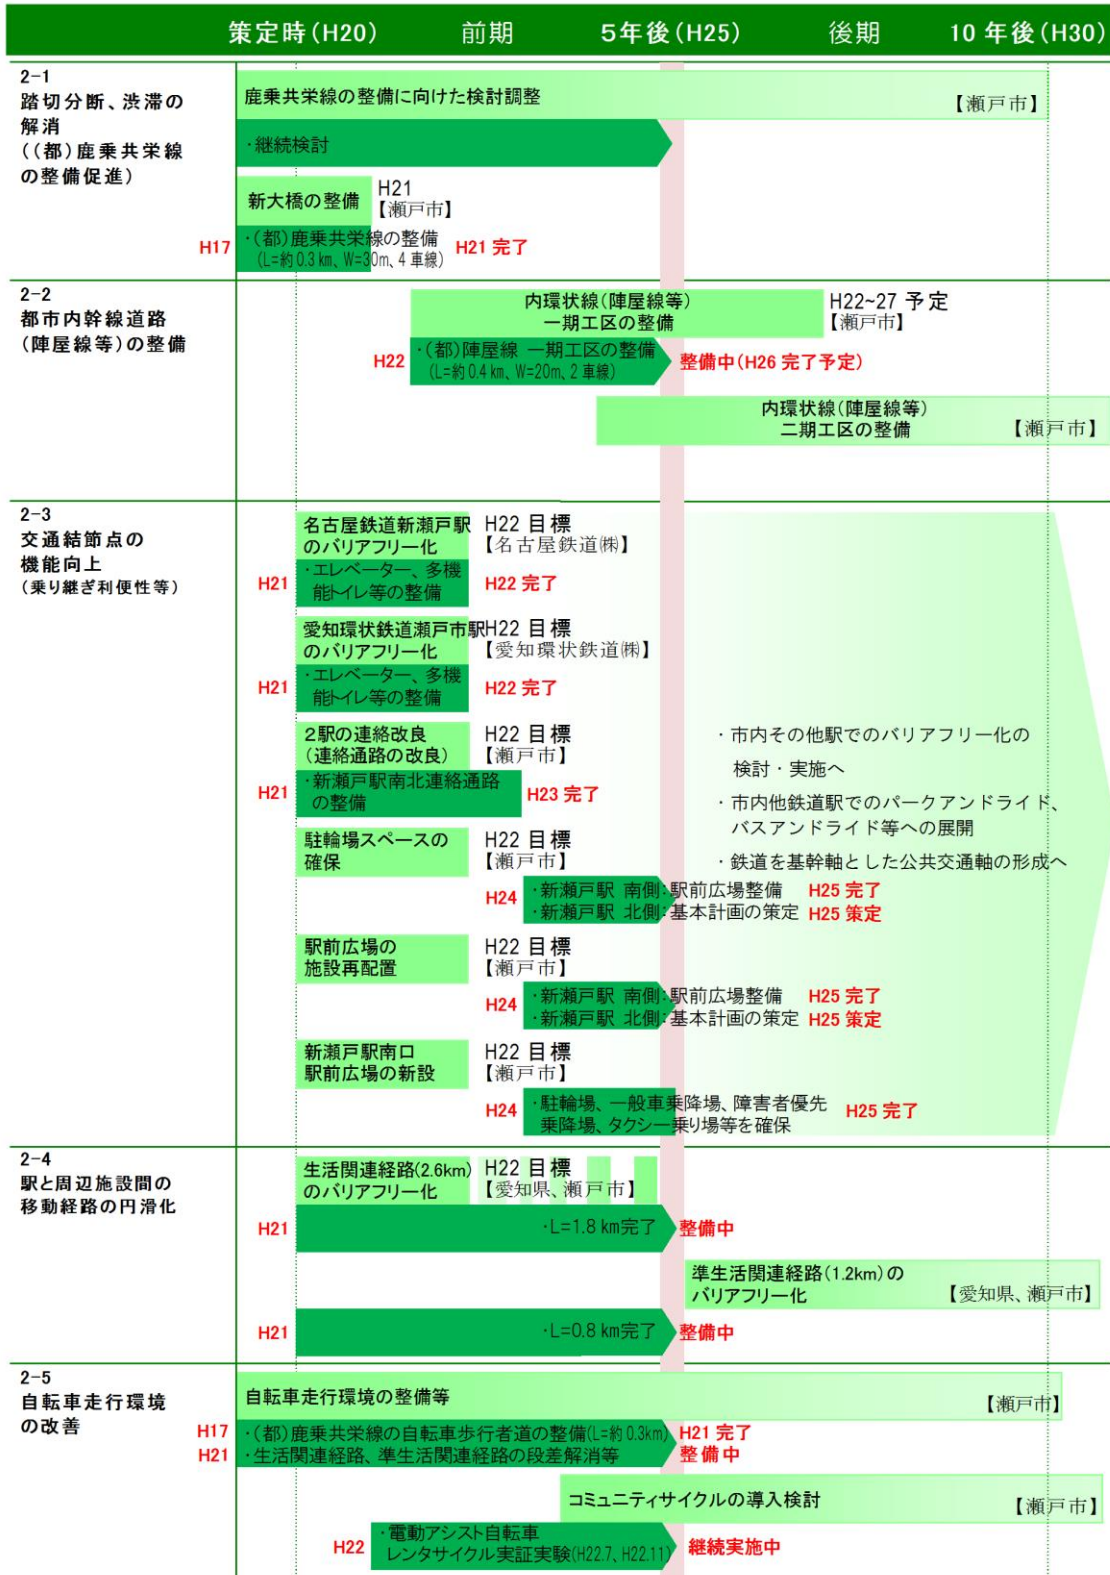 策定時(H20) 前期 5年後(H25) 後期 10年後(H30)
2-1
踏切分断、渋滞の
解消
((都)鹿乗共栄線
の整備促進)
鹿乗共栄線の整備に向けた検討調整
【瀬戸市】
・継続検討
新大橋の整備
H21
【瀬戸市】
H17
・(都)鹿乗共栄線の整備
(L=約0.3km、W=30m、4車線)
H21完了
2-2
都市内幹線道路
(陣屋線等)の整備
内環状線(陣屋線等)
一期工区の整備
H22~27 予定
【瀬戸市】
H22
・(都)陣屋線 一期工区の整備
(L=約0.4km、W=20m、2車線)
整備中(H26完了予定)
内環状線(陣屋線等)
二期工区の整備
【瀬戸市】
2-3
交通結節点の
機能向上
(乗り継ぎ利便性等)
名古屋鉄道新瀬戸駅
のバリアフリー化
H22 目標
【名古屋鉄道㈱】
H21
・エレベーター、多機
能トイレ等の整備
H22完了
愛知環状鉄道瀬戸市駅
のバリアフリー化
H22 目標
【愛知環状鉄道㈱】
H21
・エレベーター、多機
能トイレ等の整備
H22完了
2駅の連絡改良
(連絡通路の改良)
H22 目標
【瀬戸市】
H21
・新瀬戸駅南北連絡通路
の整備
H23完了
駐輪場スペースの
確保
H22 目標
【瀬戸市】
H24
・新瀬戸駅 南側:駅前広場整備 H25完了
・新瀬戸駅 北側:基本計画の策定 H25策定
駅前広場の
施設再配置
H22 目標
【瀬戸市】
H24
・新瀬戸駅 南側:駅前広場整備 H25完了
・新瀬戸駅 北側:基本計画の策定 H25策定
新瀬戸駅南口
駅前広場の新設
H22 目標
【瀬戸市】
H24
・駐輪場、一般車乗降場、障害者優先
乗降場、タクシー乗り場等を確保
H25完了
・市内その他駅でのバリアフリー化の
検討・実施へ
・市内他鉄道駅でのパークアンドライド、
バスアンドライド等への展開
・鉄道を基幹軸とした公共交通軸の形成へ
2-4
駅と周辺施設間の
移動経路の円滑化
生活関連経路(2.6km)
のバリアフリー化
H22 目標
【愛知県、瀬戸市】
H21
・L=1.8km完了
整備中
準生活関連経路(1.2km)の
バリアフリー化
【愛知県、瀬戸市】
H21
・L=0.8km完了
整備中
2-5
自転車走行環境
の改善
自転車走行環境の整備等
【瀬戸市】
H17 ・(都)鹿乗共栄線の自転車歩行者道の整備(L=約0.3km) H21完了
H21 ・生活関連経路、準生活関連経路の段差解消等 整備中
コミュニティサイクルの導入検討
【瀬戸市】
H22
・電動アシスト自転車
レンタサイクル実証実験(H22.7、H22.11)
継続実施中